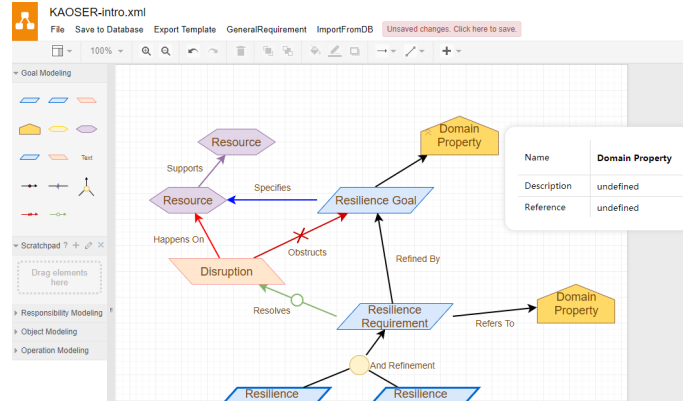 KAOSER-intro.xml
File Save to Database Export Template GeneralRequirement ImportFromDB Unsaved changes. Click here to save.
100%
Goal Modeling
Text
Scratchpad ?
Drag elements
here
Responsibility Modeling
Object Modeling
Operation Modeling
Domain
Property
Resource
Supports
Resource
Specifies
Resilience Goal
Happens On
Obstructs
Disruption
Refined By
Resolves
Resilience
Requirement
Refers To
Domain
Property
And Refinement
Resilience
Resilience
Name Domain Property
Description undefined
Reference undefined